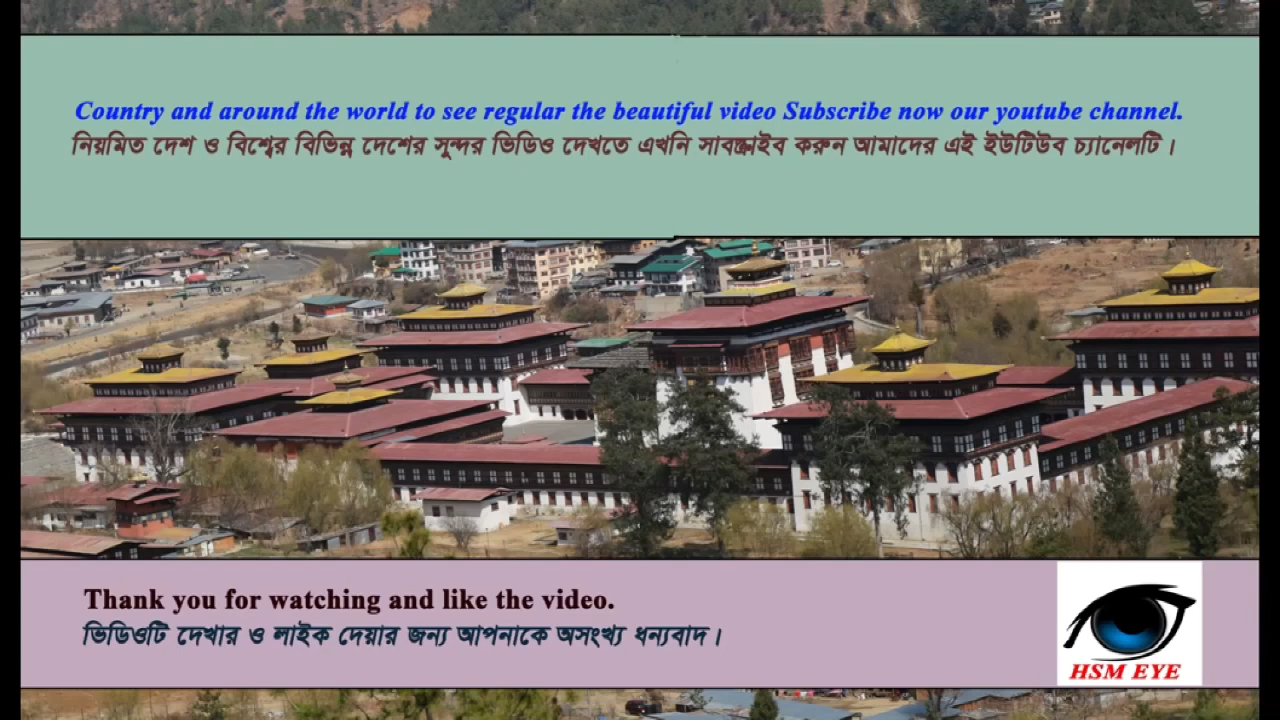 Country and around the world to see regular the beautiful video Subscribe now our youtube channel.
নিয়মিত দেশ ও বিশ্বের বিভিন্ন দেশের সুন্দর ভিডিও দেখতে এখনি সাবস্ক্রাইব করুন আমাদের এই ইউটিউব চ্যানেলটি।
Thank you for watching and like the video.
ভিডিওটি দেখার ও লাইক দেয়ার জন্য আপনাকে অসংখ্য ধন্যবাদ।
HSM EYE